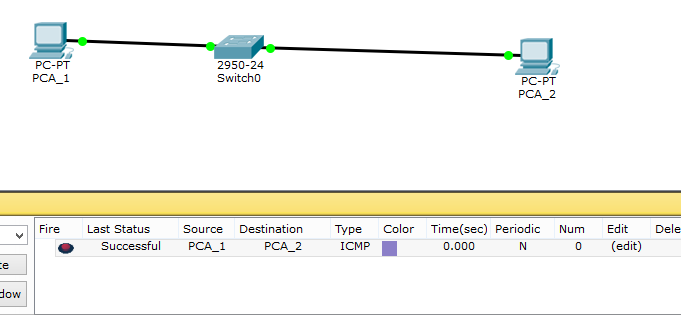 PC-PT
PCA_1
2950-24
Switch0
PC-PT
PCA_2
Fire Last Status Source Destination Type Color Time(sec) Periodic Num Edit Dele
Successful PCA_1 PCA_2 ICMP 0.000 N 0 (edit)
te
dow